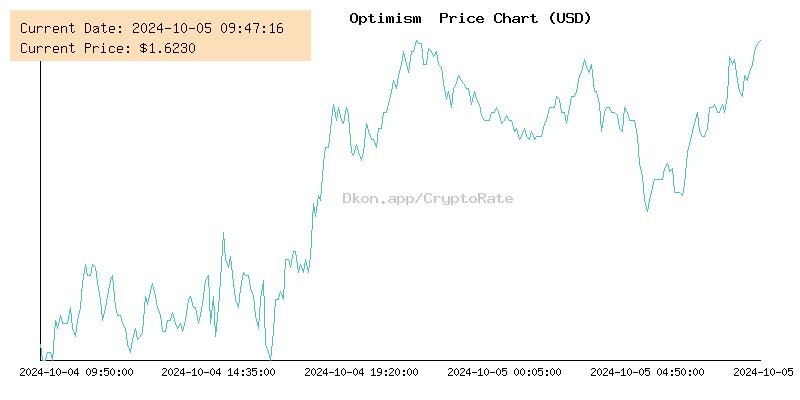 Optimism  Price Chart (USD)
Current Date: 2024-10-05 09:47:16
Current Price: $1.6230
Dkon.app/CryptoRate
2024-10-04 09:50:00 2024-10-04 14:35:00 2024-10-04 19:20:00 2024-10-05 00:05:00 2024-10-05 04:50:00 2024-10-05